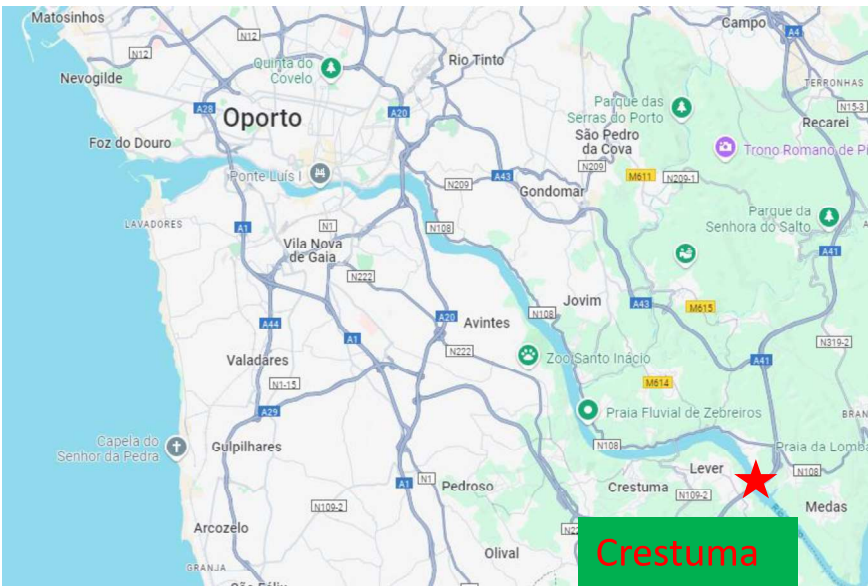 Matosinhos
N12
N12
Campo
A4
Nevogilde
Quinta do
Covelo
Rio Tinto
TERRONHAS
Parque das
Serras do Porto
N15-3
Recarei
A28
Oporto
A20
São Pedro
da Cova
Foz do Douro
Trono Romano de
Ponte Luís I
N209
N209
A43
M611
N209-1
Gondomar
Parque da
Senhora do Salto
LAVADORES
A1
N1
N108
Vila Nova
de Gaia
A41
N222
Jovim
A43
M615
A44
A20
Avintes
N108
A1
N222
N319-2
Valadares
Zoo Santo Inácio
A41
N1-15
M614
A29
Praia Fluvial de Zebreiros
BRAN
Capela do
Senhor da Pedra
Gulpilhares
N108
Praia da Lomba
Lever
N108
A1
N1
Pedroso
Crestuma
N109-2
N109-2
Medas
Arcozelo
Olival
Crestuma
GRANJA